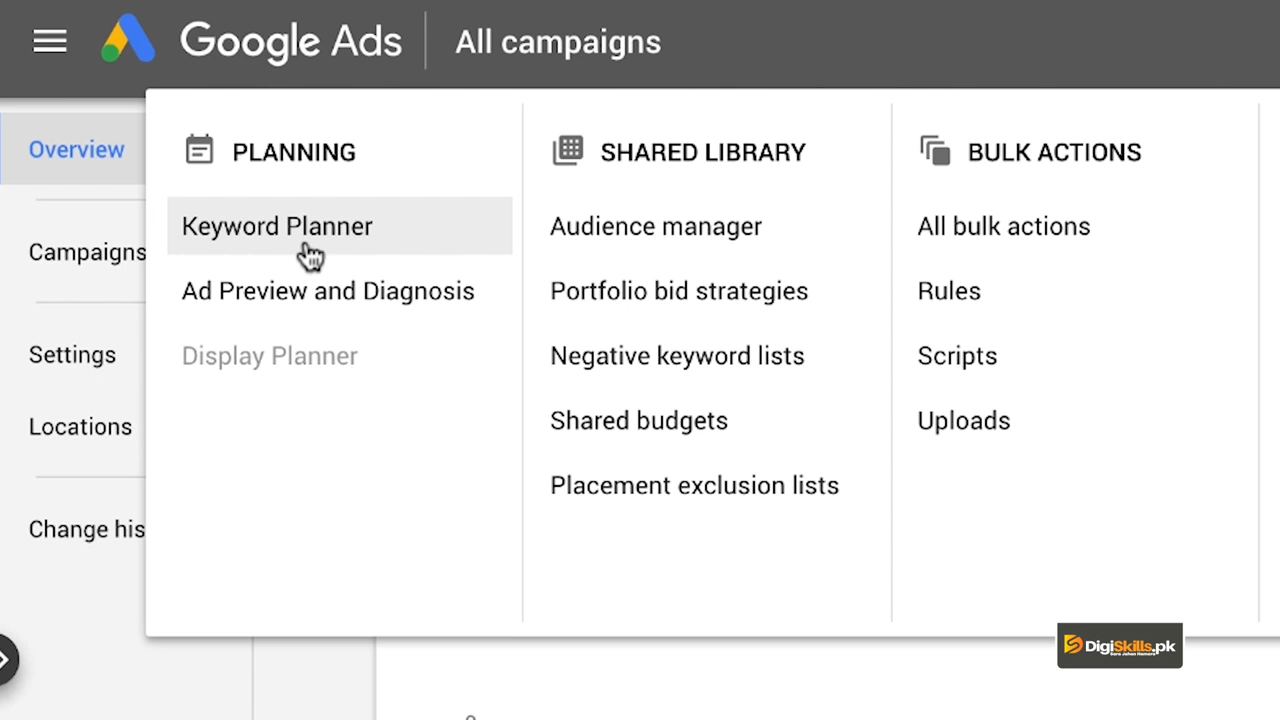 Google Ads
All campaigns
Overview
Campaigns
Settings
Locations
Change his
PLANNING
Keyword Planner
Ad Preview and Diagnosis
Display Planner
SHARED LIBRARY
Audience manager
Portfolio bid strategies
Negative keyword lists
Shared budgets
Placement exclusion lists
BULK ACTIONS
All bulk actions
Rules
Scripts
Uploads
DigiSkills.pk